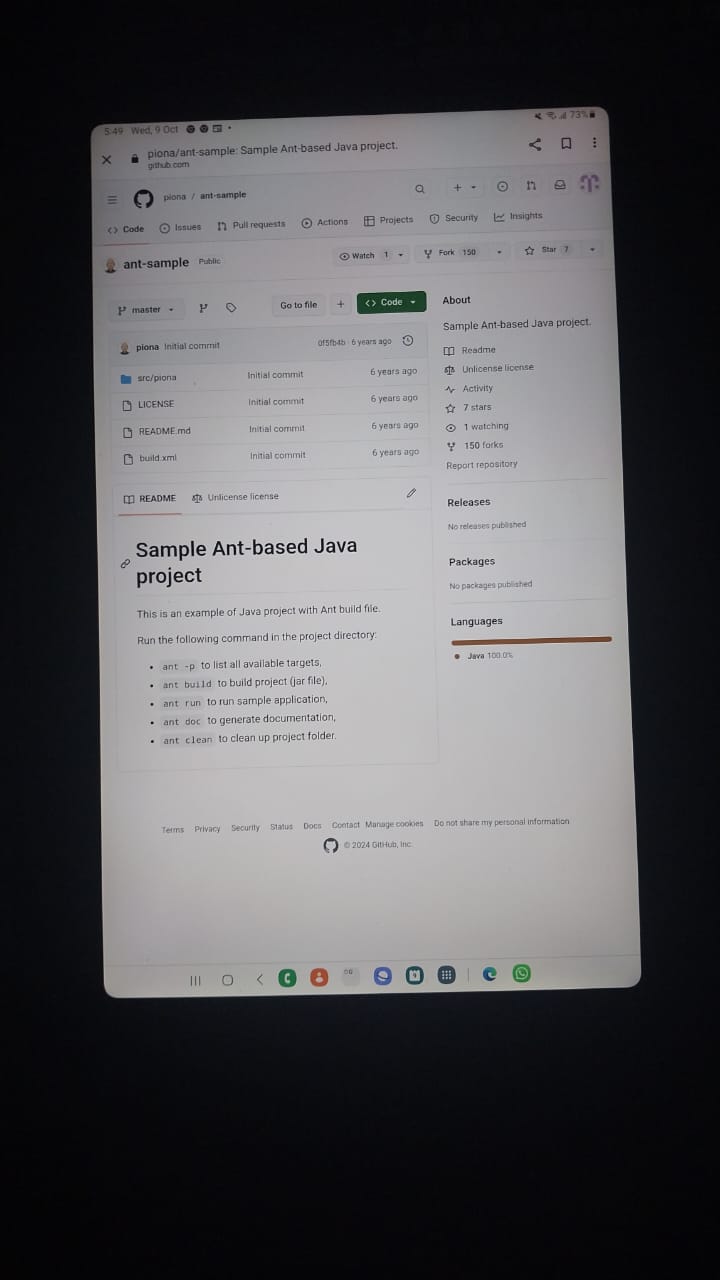 5:49 Wed, 9 Oct
73%
piona/ant-sample: Sample Ant-based Java project.
github.com
piona / ant-sample
Code Issues Pull requests Actions Projects Security Insights
ant-sample Public
Watch 1 Fork 150 Star 7
master
Go to file + Code
piona Initial commit 0f5fb4b · 6 years ago
src/piona Initial commit 6 years ago
LICENSE Initial commit 6 years ago
README.md Initial commit 6 years ago
build.xml Initial commit 6 years ago
README Unlicense license
Sample Ant-based Java
project
This is an example of Java project with Ant build file.
Run the following command in the project directory:
• ant -p to list all available targets,
• ant build to build project (jar file),
• ant run to run sample application,
• ant doc to generate documentation,
• ant clean to clean up project folder.
About
Sample Ant-based Java project.
Readme
Unlicense license
Activity
7 stars
1 watching
150 forks
Report repository
Releases
No releases published
Packages
No packages published
Languages
Java 100.0%
Terms Privacy Security Status Docs Contact Manage cookies Do not share my personal information
© 2024 GitHub, Inc.